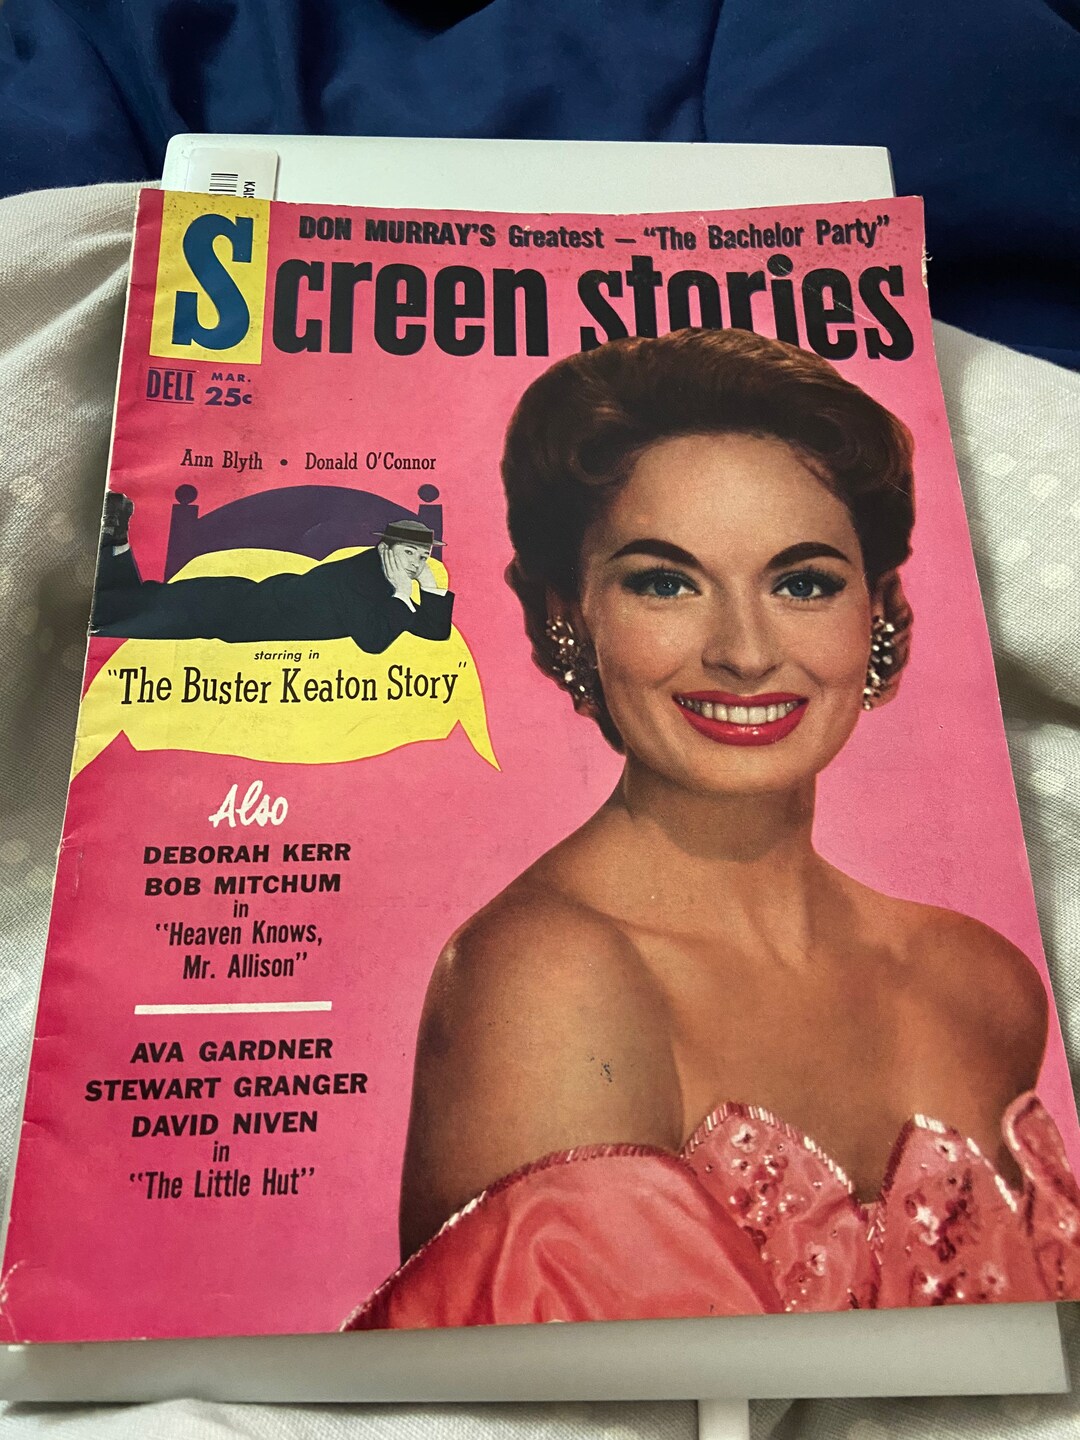 DON MURRAY'S Greatest — "The Bachelor Party"
Screen stories
DELL MAR.
25c
Ann Blyth • Donald O'Connor
starring in
"The Buster Keaton Story"
Also
DEBORAH KERR
BOB MITCHUM
in
"Heaven Knows,
Mr. Allison"
AVA GARDNER
STEWART GRANGER
DAVID NIVEN
in
"The Little Hut"